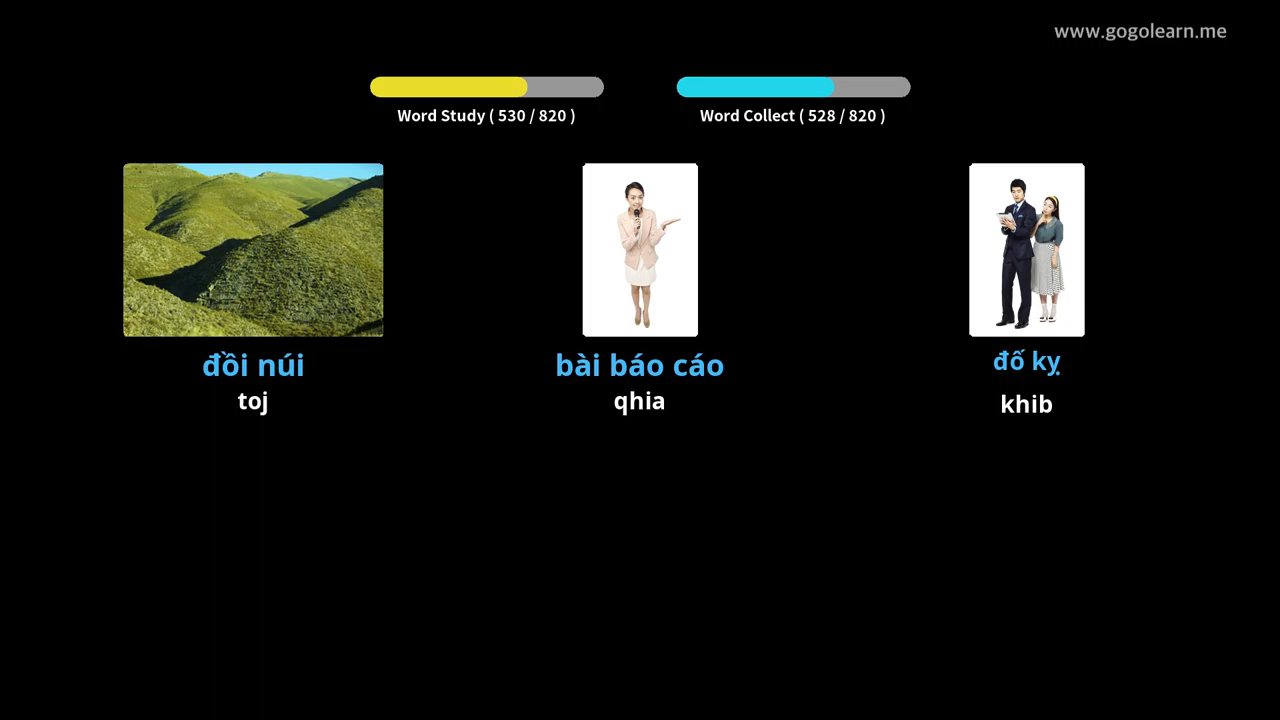 www.gogolearn.me
Word Study ( 530 / 820 )
Word Collect ( 528 / 820 )
đồi núi
bài báo cáo
đố kỵ
toj
qhia
khib